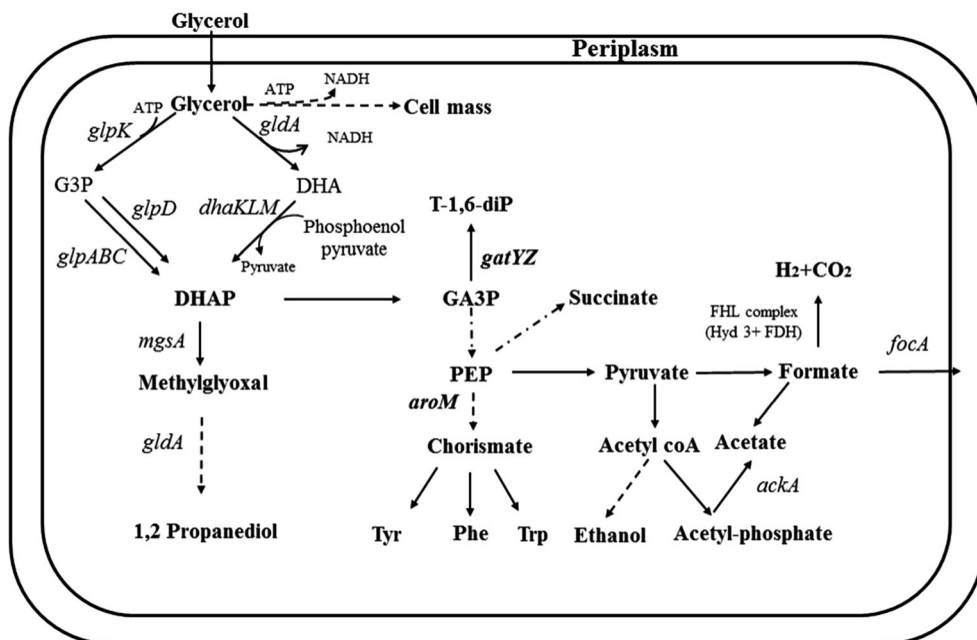 Glycerol
Periplasm
ATP
NADH
ATP
Glycerol
Cell mass
glpK
gldA
NADH
G3P
DHA
glpD
dhaKLM
Phosphoenol
pyruvate
T-1,6-diP
glpABC
Pyruvate
gatYZ
H2+CO2
DHAP
GA3P
Succinate
FHL complex
(Hyd 3+ FDH)
focA
mgsA
Methylglyoxal
PEP
Pyruvate
Formate
aroM
gldA
Chorismate
Acetyl coA
Acetate
ackA
1,2 Propanediol
Tyr
Phe
Trp
Ethanol
Acetyl-phosphate